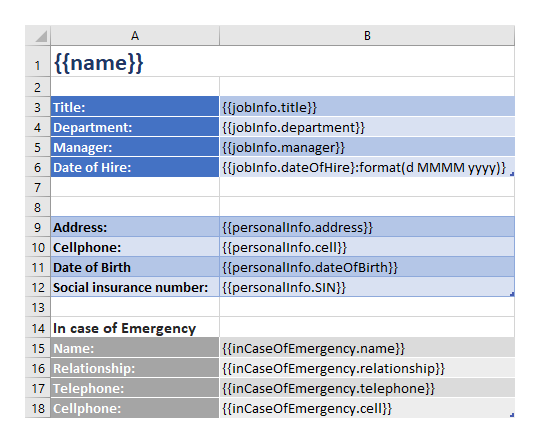 A B
1 {{name}}
2
3 Title: {{jobInfo.title}}
4 Department: {{jobInfo.department}}
5 Manager: {{jobInfo.manager}}
6 Date of Hire: {{jobInfo.dateOfHire}:format(d MMMM yyyy)}
7
8
9 Address: {{personalInfo.address}}
10 Cellphone: {{personalInfo.cell}}
11 Date of Birth {{personalInfo.dateOfBirth}}
12 Social insurance number: {{personalInfo.SIN}}
13
14 In case of Emergency
15 Name: {{inCaseOfEmergency.name}}
16 Relationship: {{inCaseOfEmergency.relationship}}
17 Telephone: {{inCaseOfEmergency.telephone}}
18 Cellphone: {{inCaseOfEmergency.cell}}